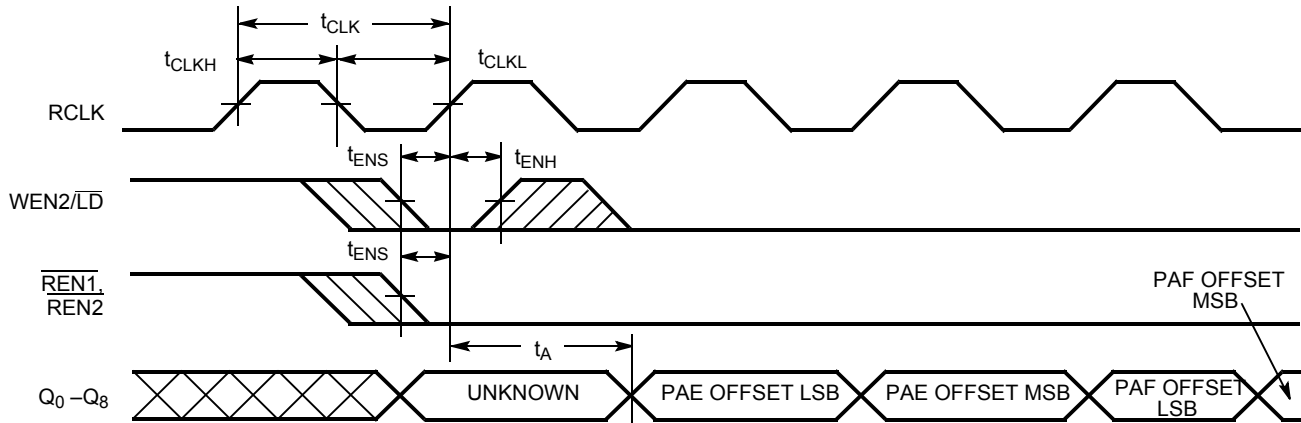 tCLK
tCLKH
tCLKL
RCLK
tENS
tENH
WEN2/LD
tENS
REN1,
REN2
PAF OFFSET
MSB
tA
Q0 –Q8
UNKNOWN
PAE OFFSET LSB
PAE OFFSET MSB
PAF OFFSET
LSB